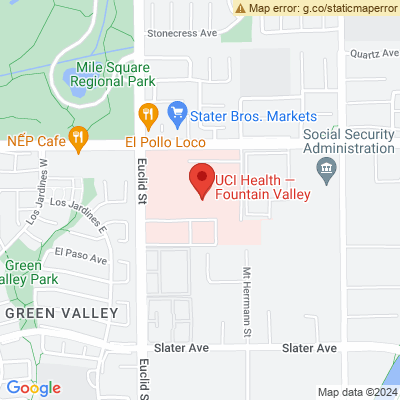 Map error: g.co/staticmaperror
Stonecress Ave
Quartz Ave
Mile Square
Regional Park
Stater Bros. Markets
NẾP Cafe
El Pollo Loco
Social Security
Administration
Euclid St
UCI Health —
Fountain Valley
Los Jardines W
Los Jardines E
El Paso Ave
Green
Valley Park
Mt Herrmann St
GREEN VALLEY
Slater Ave
Slater Ave
Euclid St
Google
Map data ©2024